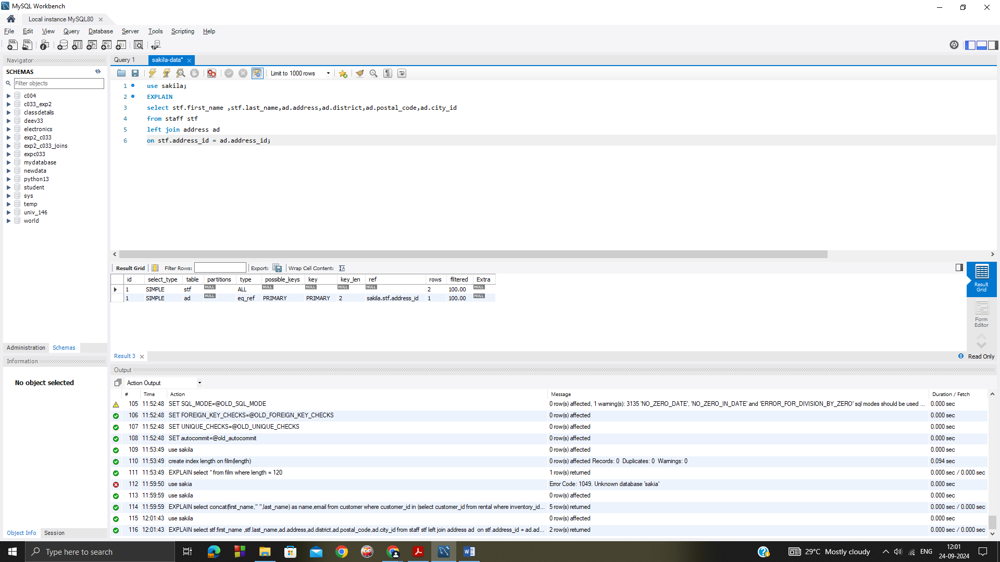 MySQL Workbench
Local instance MySQL80
File Edit View Query Database Server Tools Scripting Help
Navigator
SCHEMAS
Filter objects
c004
c033_exp2
classdetails
deev33
electronics
exp2_c033
exp2_c033_joins
expc033
mydatabase
newdata
python13
student
sys
temp
univ_146
world
Administration Schemas
Information
No object selected
Object Info Session
Query 1 sakila-data*
Limit to 1000 rows
1 use sakila;
2 EXPLAIN
3 select stf.first_name ,stf.last_name,ad.address,ad.district,ad.postal_code,ad.city_id
4 from staff stf
5 left join address ad
6 on stf.address_id = ad.address_id;
Result Grid Filter Rows: Export: Wrap Cell Content:
id select_type table partitions type possible_keys key key_len ref rows filtered Extra
1 SIMPLE stf NULL ALL NULL NULL NULL NULL 2 100.00 NULL
1 SIMPLE ad NULL eq_ref PRIMARY PRIMARY 2 sakila.stf.address_id 1 100.00 NULL
Result Grid
Form Editor
Result 3
Read Only
Output
Action Output
# Time Action Message Duration / Fetch
105 11:52:48 SET SQL_MODE=@OLD_SQL_MODE 0 row(s) affected, 1 warning(s): 3135 'NO_ZERO_DATE', 'NO_ZERO_IN_DATE' and 'ERROR_FOR_DIVISION_BY_ZERO' sql modes should be used ... 0.000 sec
106 11:52:48 SET FOREIGN_KEY_CHECKS=@OLD_FOREIGN_KEY_CHECKS 0 row(s) affected 0.000 sec
107 11:52:48 SET UNIQUE_CHECKS=@OLD_UNIQUE_CHECKS 0 row(s) affected 0.000 sec
108 11:52:48 SET autocommit=@old_autocommit 0 row(s) affected 0.000 sec
109 11:53:49 use sakila 0 row(s) affected 0.000 sec
110 11:53:49 create index length on film(length) 0 row(s) affected Records: 0 Duplicates: 0 Warnings: 0 0.094 sec
111 11:53:49 EXPLAIN select * from film where length = 120 1 row(s) returned 0.000 sec / 0.000 sec
112 11:59:50 use sakia Error Code: 1049. Unknown database 'sakia'
113 11:59:59 use sakila 0 row(s) affected 0.000 sec
114 11:59:59 EXPLAIN select concat(first_name," ",last_name) as name,email from customer where customer_id in (select customer_id from rental where inventory_id... 5 row(s) returned 0.000 sec / 0.000 sec
115 12:01:43 use sakila 0 row(s) affected 0.000 sec
116 12:01:43 EXPLAIN select stf.first_name ,stf.last_name,ad.address,ad.district,ad.postal_code,ad.city_id from staff stf left join address ad on stf.address_id = ad.ad... 2 row(s) returned 0.000 sec / 0.000 sec
Type here to search
29°C Mostly cloudy
ENG
12:01
24-09-2024